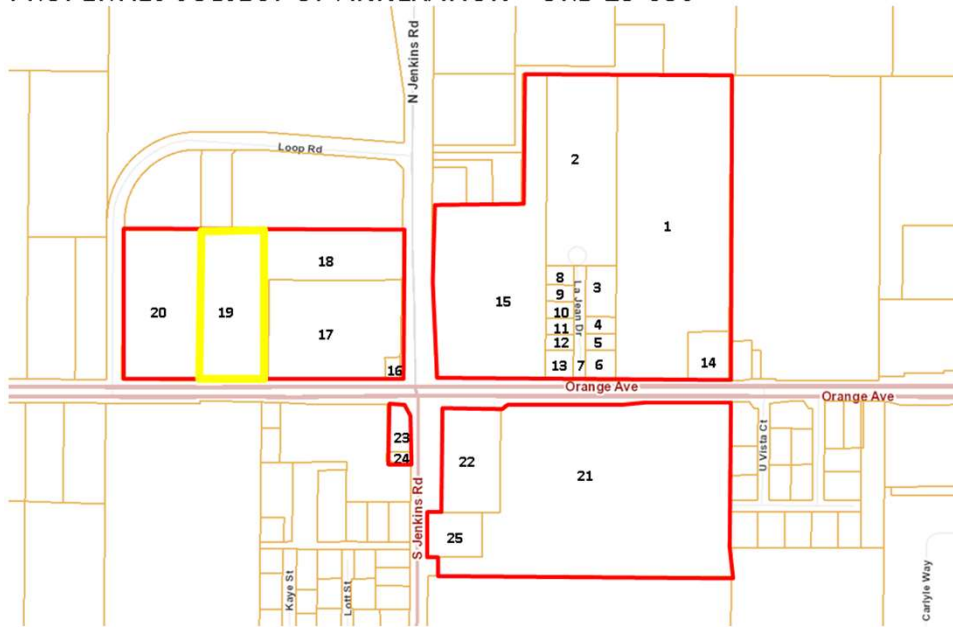 N Jenkins Rd
Loop Rd
2
1
18
8
3
9
La Jean Dr
15
20
19
10
17
11
4
12
5
16
13
7
6
14
Orange Ave
Orange Ave
23
24
22
21
U Vista Ct
S Jenkins Rd
25
Kaye St
Lott St
Carlyle Way